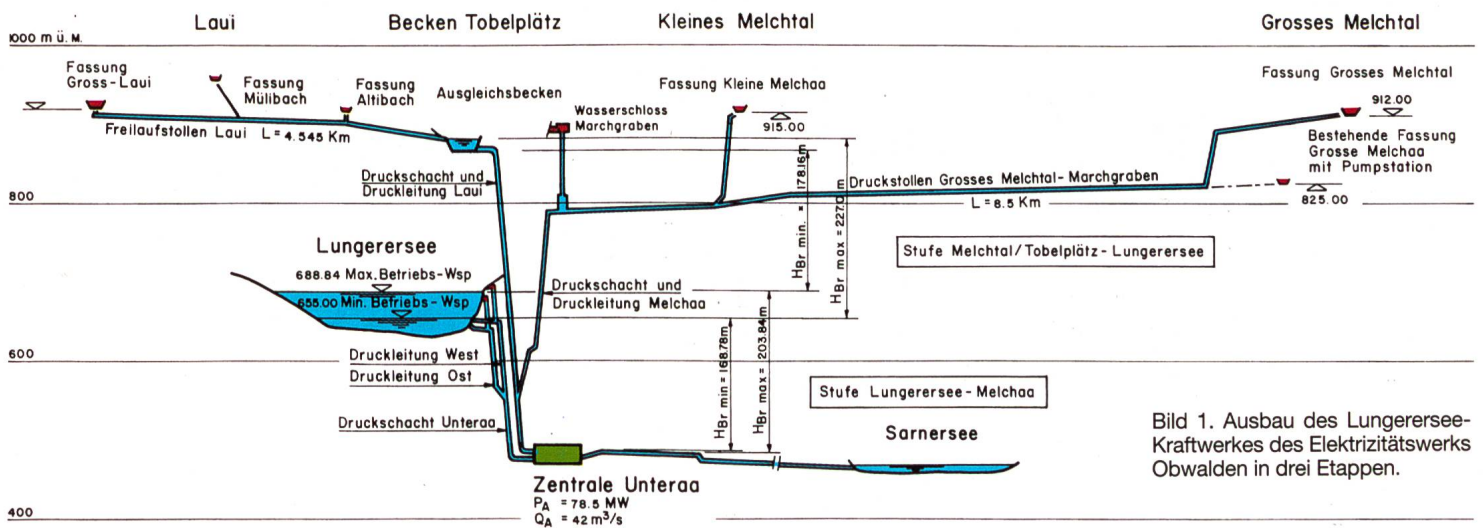 Laui
Becken Tobelplätz
Kleines Melchtal
Grosses Melchtal
1000 m ü. M.
Fassung
Gross-Laui
Fassung
Mülibach
Fassung
Altibach
Ausgleichsbecken
Wasserschloss
Marchgraben
Fassung Kleine Melchaa
915.00
Fassung Grosses Melchtal
912.00
Bestehende Fassung
Grosse Melchaa
mit Pumpstation
825.00
Freilaufstollen Laui L = 4.545 Km
Druckschacht und
Druckleitung Laui
Druckstollen Grosses Melchtal-Marchgraben
L = 8.5 Km
800
HBr min. = 178.16 m
HBr max = 227.0 m
Stufe Melchtal/Tobelplätz-Lungerersee
Lungerersee
688.84 Max. Betriebs-Wsp
655.00 Min. Betriebs-Wsp
Druckschacht und
Druckleitung Melchaa
600
Druckleitung West
Druckleitung Ost
Druckschacht Unteraa
HBr min = 168.78 m
HBr max = 203.84 m
Stufe Lungerersee-Melchaa
Sarnersee
Zentrale Unteraa
PA = 78.5 MW
QA = 42 m³/s
400
Bild 1. Ausbau des Lungerersee-
Kraftwerkes des Elektrizitätswerks
Obwalden in drei Etappen.